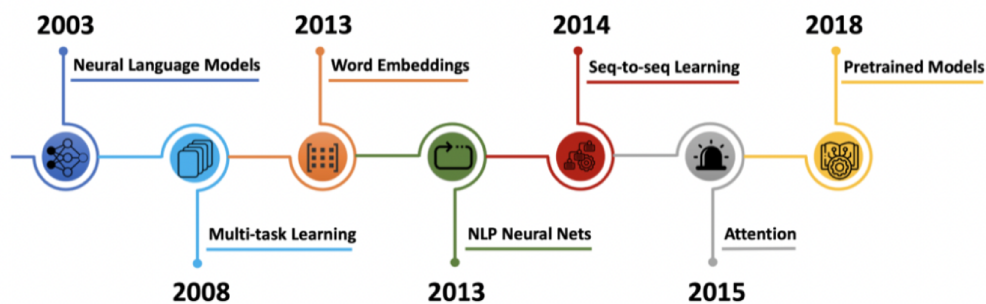 2003
Neural Language Models
2008
Multi-task Learning
2013
Word Embeddings
2013
NLP Neural Nets
2014
Seq-to-seq Learning
2015
Attention
2018
Pretrained Models